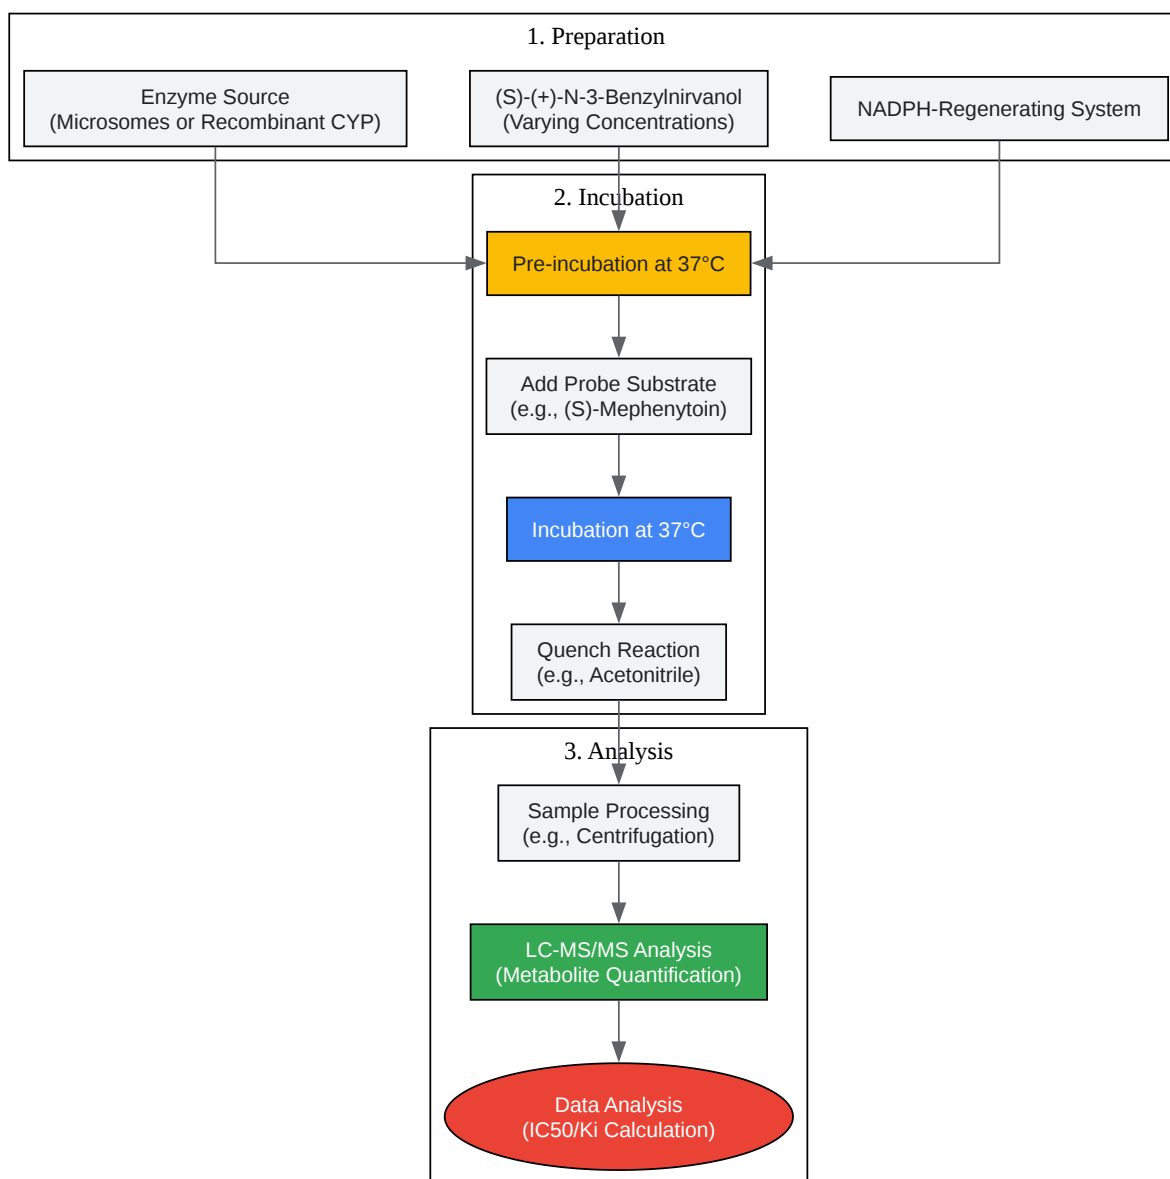 1. Preparation
Enzyme Source
(Microsomes or Recombinant CYP)
(S)-(+)-N-3-Benzylnirvanol
(Varying Concentrations)
NADPH-Regenerating System
2. Incubation
Pre-incubation at 37°C
Add Probe Substrate
(e.g., (S)-Mephenytoin)
Incubation at 37°C
Quench Reaction
(e.g., Acetonitrile)
3. Analysis
Sample Processing
(e.g., Centrifugation)
LC-MS/MS Analysis
(Metabolite Quantification)
Data Analysis
(IC50/Ki Calculation)